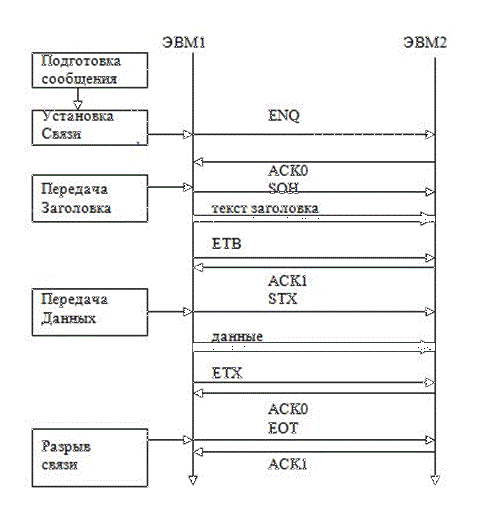 ЭВМ1
ЭВМ2
Подготовка
сообщения
Установка
Связи
ENQ
ACK0
SOH
Передача
Заголовка
текст заголовка
ETB
ACK1
STX
Передача
Данных
данные
ETX
ACK0
EOT
Разрыв
связи
ACK1